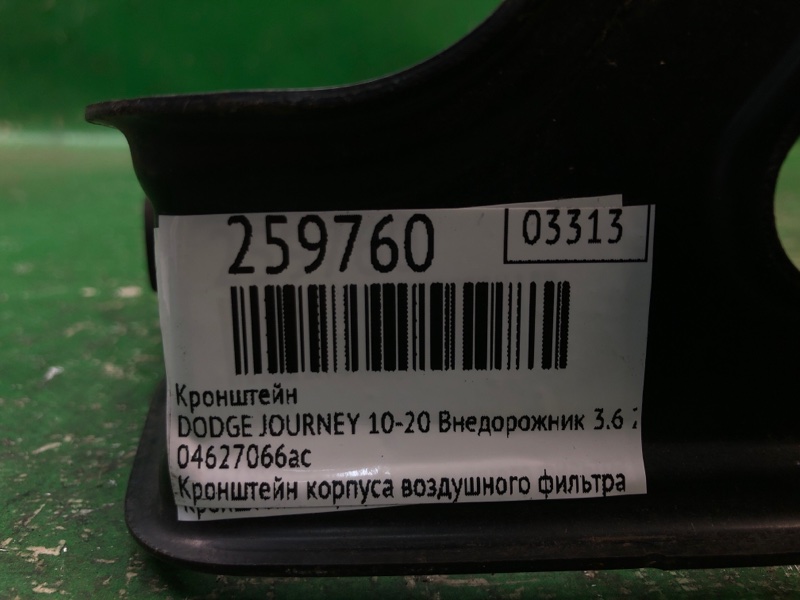 259760
03313
Кронштейн
DODGE JOURNEY 10-20 Внедорожник 3.6
04627066ac
Кронштейн корпуса воздушного фильтра